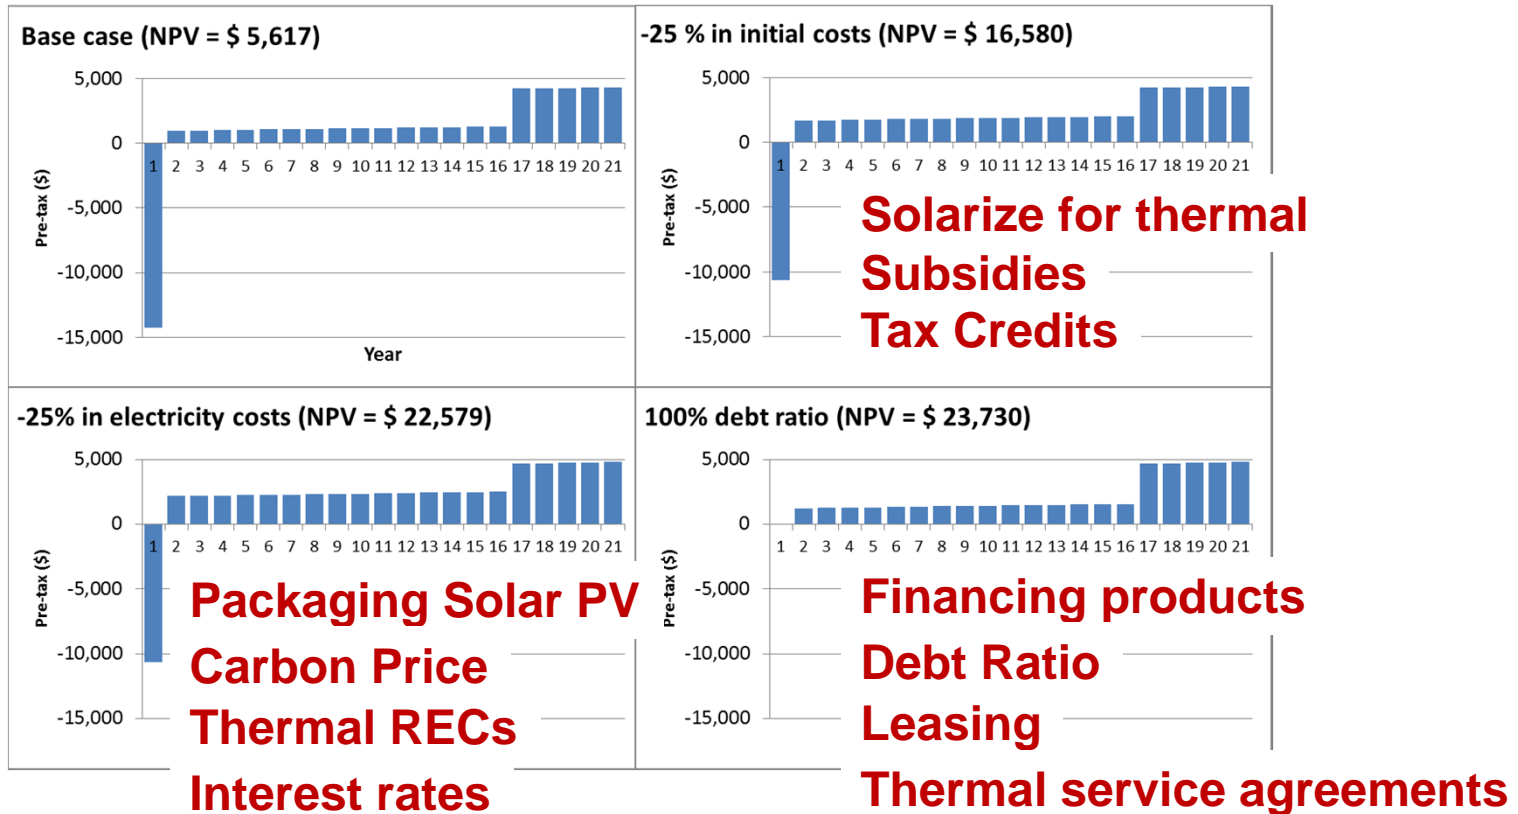 Base case (NPV = $ 5,617)
5,000
0
-5,000
-10,000
-15,000
Pre-tax ($)
1 2 3 4 5 6 7 8 9 10 11 12 13 14 15 16 17 18 19 20 21
Year
-25 % in initial costs (NPV = $ 16,580)
5,000
0
-5,000
-10,000
-15,000
Pre-tax ($)
1 2 3 4 5 6 7 8 9 10 11 12 13 14 15 16 17 18 19 20 21
Solarize for thermal
Subsidies
Tax Credits
-25% in electricity costs (NPV = $ 22,579)
5,000
0
-5,000
-10,000
-15,000
Pre-tax ($)
1 2 3 4 5 6 7 8 9 10 11 12 13 14 15 16 17 18 19 20 21
Packaging Solar PV
Carbon Price
Thermal RECs
Interest rates
100% debt ratio (NPV = $ 23,730)
5,000
0
-5,000
-10,000
-15,000
Pre-tax ($)
1 2 3 4 5 6 7 8 9 10 11 12 13 14 15 16 17 18 19 20 21
Financing products
Debt Ratio
Leasing
Thermal service agreements